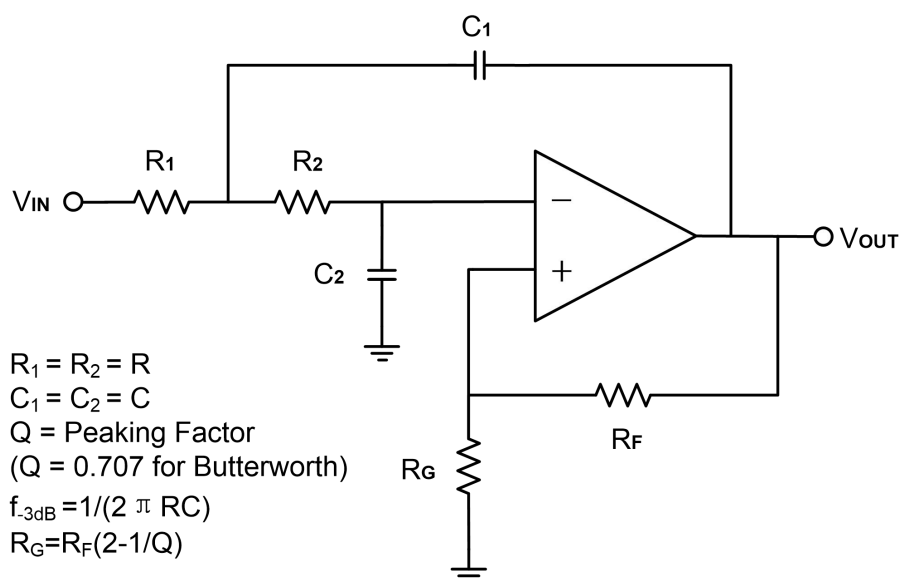 C1
R1
R2
VIN
−
VOUT
+
C2
R1 = R2 = R
C1 = C2 = C
Q = Peaking Factor
RF
(Q = 0.707 for Butterworth)
RG
f-3dB =1/(2 π RC)
RG=RF(2-1/Q)